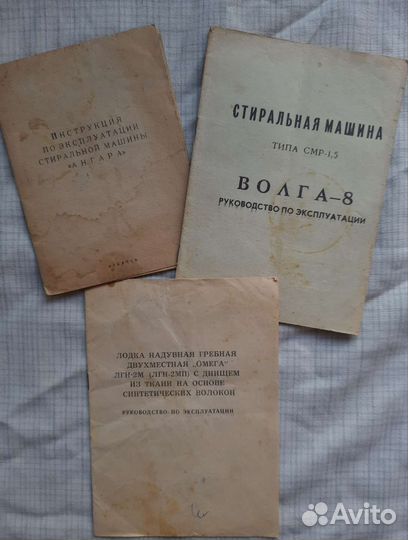 ИНСТРУКЦИЯ
ПО ЭКСПЛУАТАЦИИ
СТИРАЛЬНОЙ МАШИНЫ
«АНГАРА»
СТИРАЛЬНАЯ МАШИНА
ТИПА СМР-1,5
ВОЛГА-8
РУКОВОДСТВО ПО ЭКСПЛУАТАЦИИ
ЛОДКА НАДУВНАЯ ГРЕБНАЯ
ДВУХМЕСТНАЯ „ОМЕГА"
ЛГН-2М (ЛГН-2МП) С ДНИЩЕМ
ИЗ ТКАНИ НА ОСНОВЕ
СИНТЕТИЧЕСКИХ ВОЛОКОН
РУКОВОДСТВО ПО ЭКСПЛУАТАЦИИ
Avito